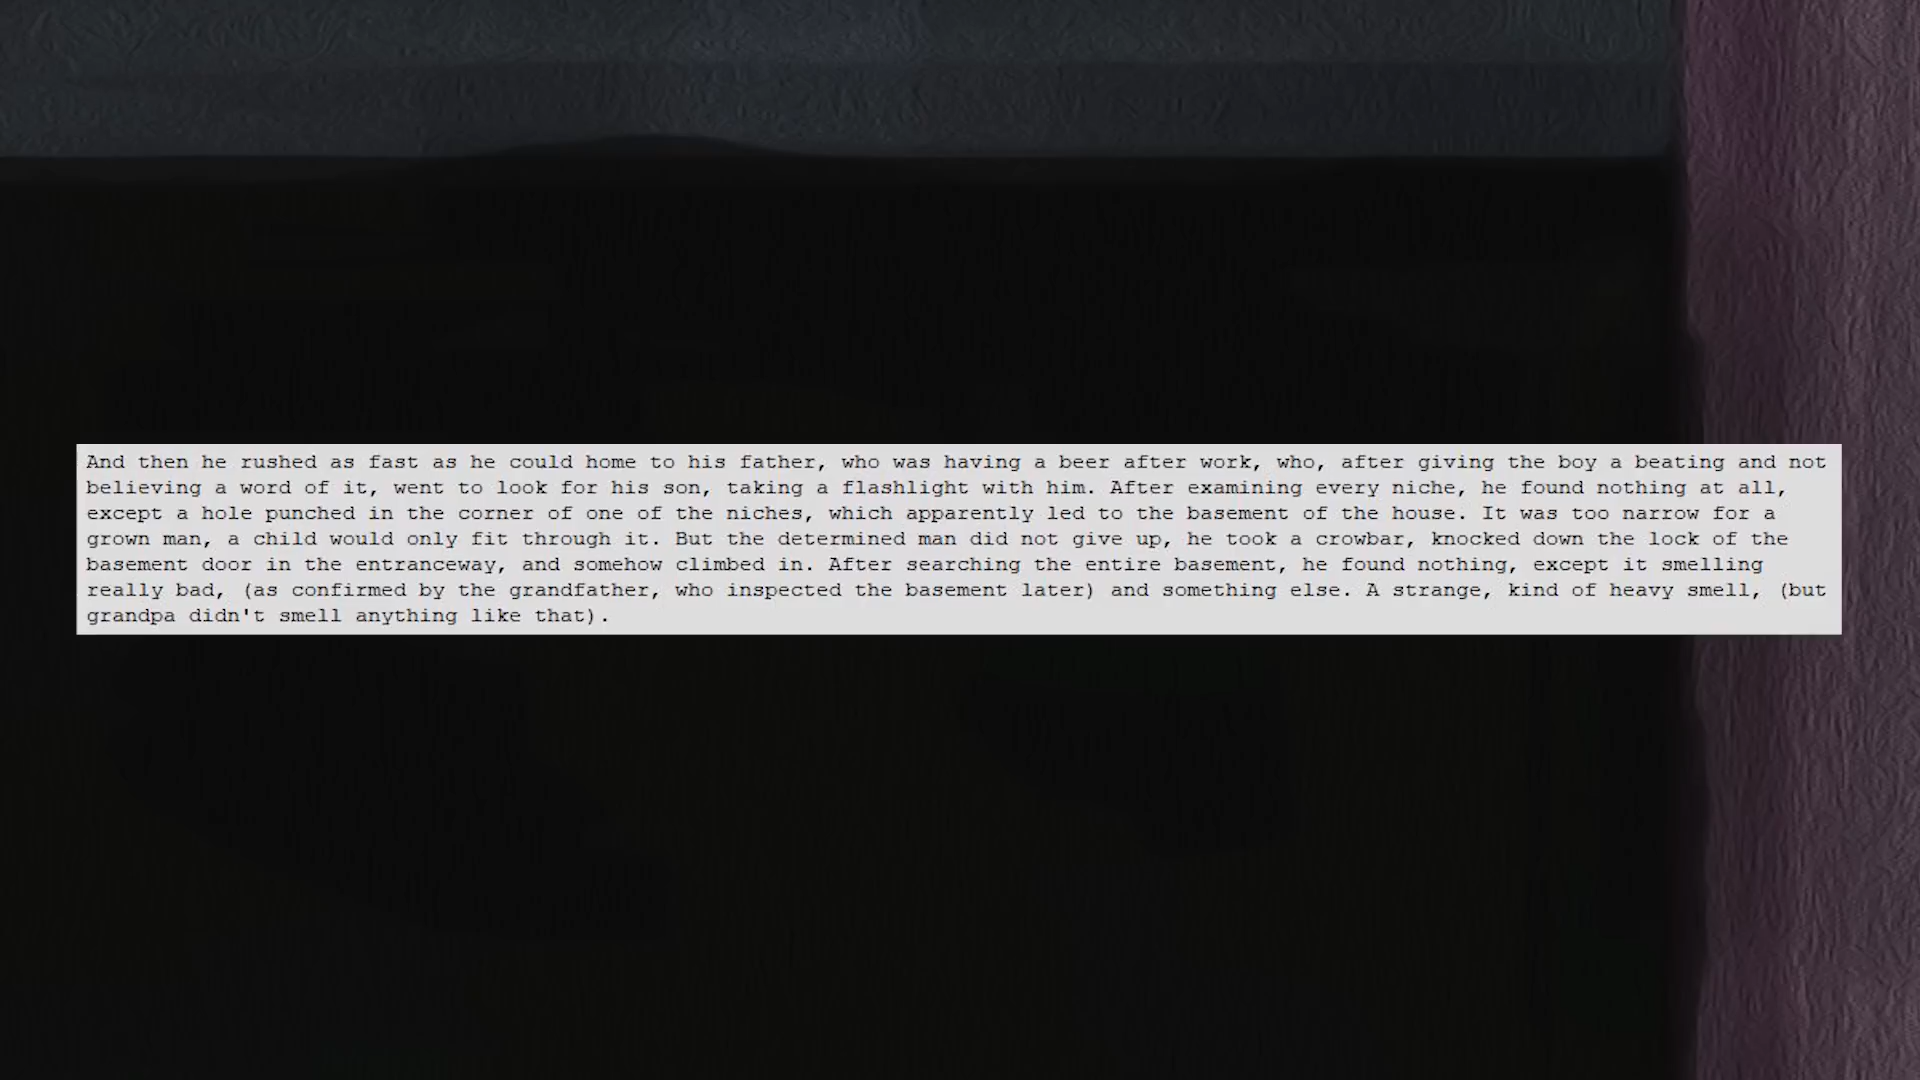 And then he rushed as fast as he could home to his father, who was having a beer after work, who, after giving the boy a beating and not
believing a word of it, went to look for his son, taking a flashlight with him. After examining every niche, he found nothing at all,
except a hole punched in the corner of one of the niches, which apparently led to the basement of the house. It was too narrow for a
grown man, a child would only fit through it. But the determined man did not give up, he took a crowbar, knocked down the lock of the
basement door in the entranceway, and somehow climbed in. After searching the entire basement, he found nothing, except it smelling
really bad, (as confirmed by the grandfather, who inspected the basement later) and something else. A strange, kind of heavy smell, (but
grandpa didn't smell anything like that).